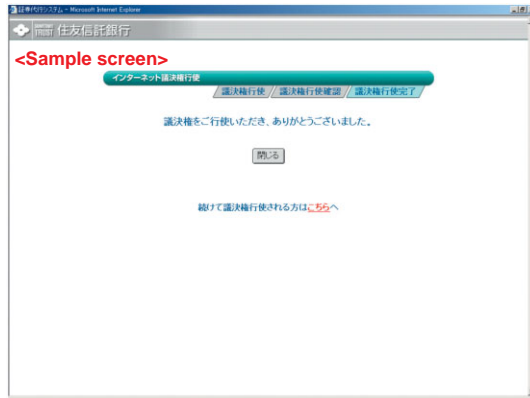 証券代行システム - Microsoft Internet Explorer
住友信託銀行
<Sample screen>
インターネット議決権行使
議決権行使 議決権行使確認 議決権行使完了
議決権をご行使いただき、ありがとうございました。
閉じる
続けて議決権行使される方はこちらへ